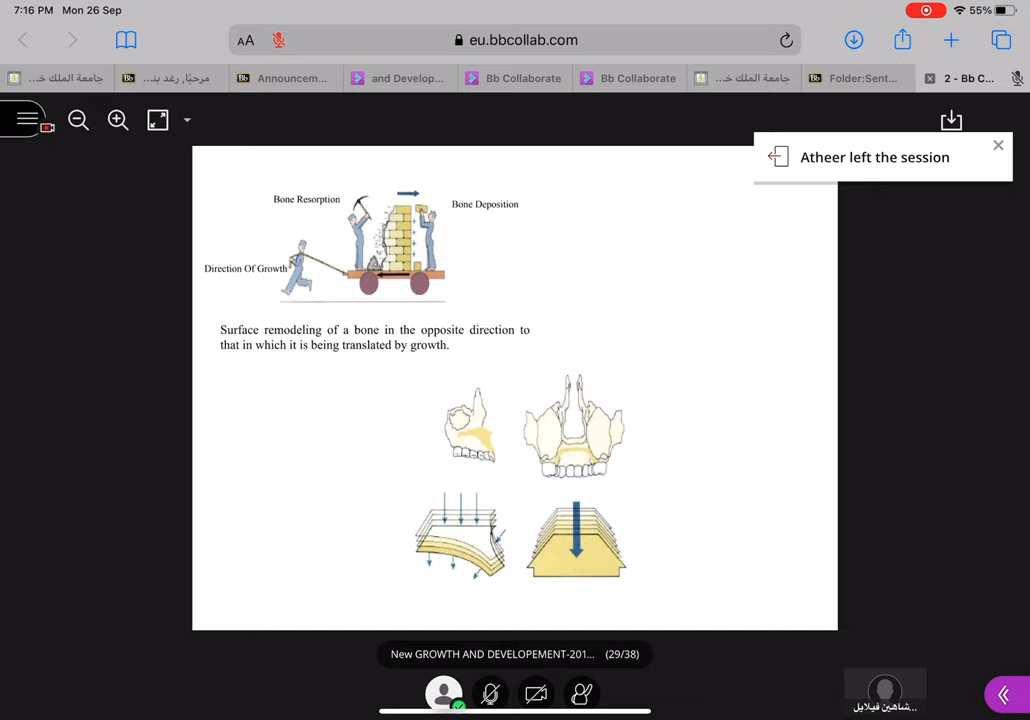 7:16 PM Mon 26 Sep
55%
AA
eu.bbcollab.com
جامعة الملك خـ...
مرحبًا, رغد بنـ...
Announcem...
and Develop...
Bb Collaborate
Bb Collaborate
جامعة الملك خـ...
Folder:Sent...
2 - Bb C...
Atheer left the session
Bone Resorption
Bone Deposition
Direction Of Growth
Surface remodeling of a bone in the opposite direction to
that in which it is being translated by growth.
New GROWTH AND DEVELOPEMENT-201... (29/38)
شاهين فيلايل...